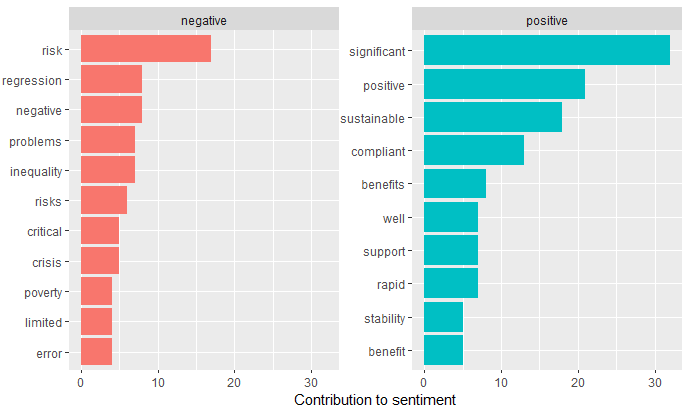 negative
risk
regression
negative
problems
inequality
risks
critical
crisis
poverty
limited
error
0 10 20 30
positive
significant
positive
sustainable
compliant
benefits
well
support
rapid
stability
benefit
0 10 20 30
Contribution to sentiment